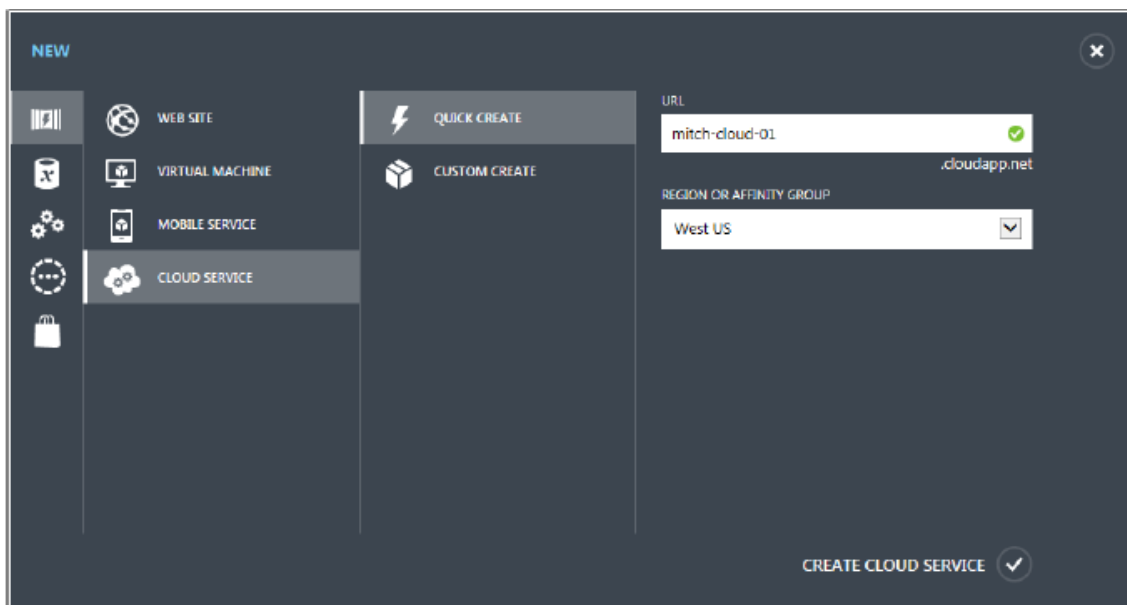 NEW
WEB SITE
VIRTUAL MACHINE
MOBILE SERVICE
CLOUD SERVICE
QUICK CREATE
CUSTOM CREATE
URL
mitch-cloud-01
.cloudapp.net
REGION OR AFFINITY GROUP
West US
CREATE CLOUD SERVICE